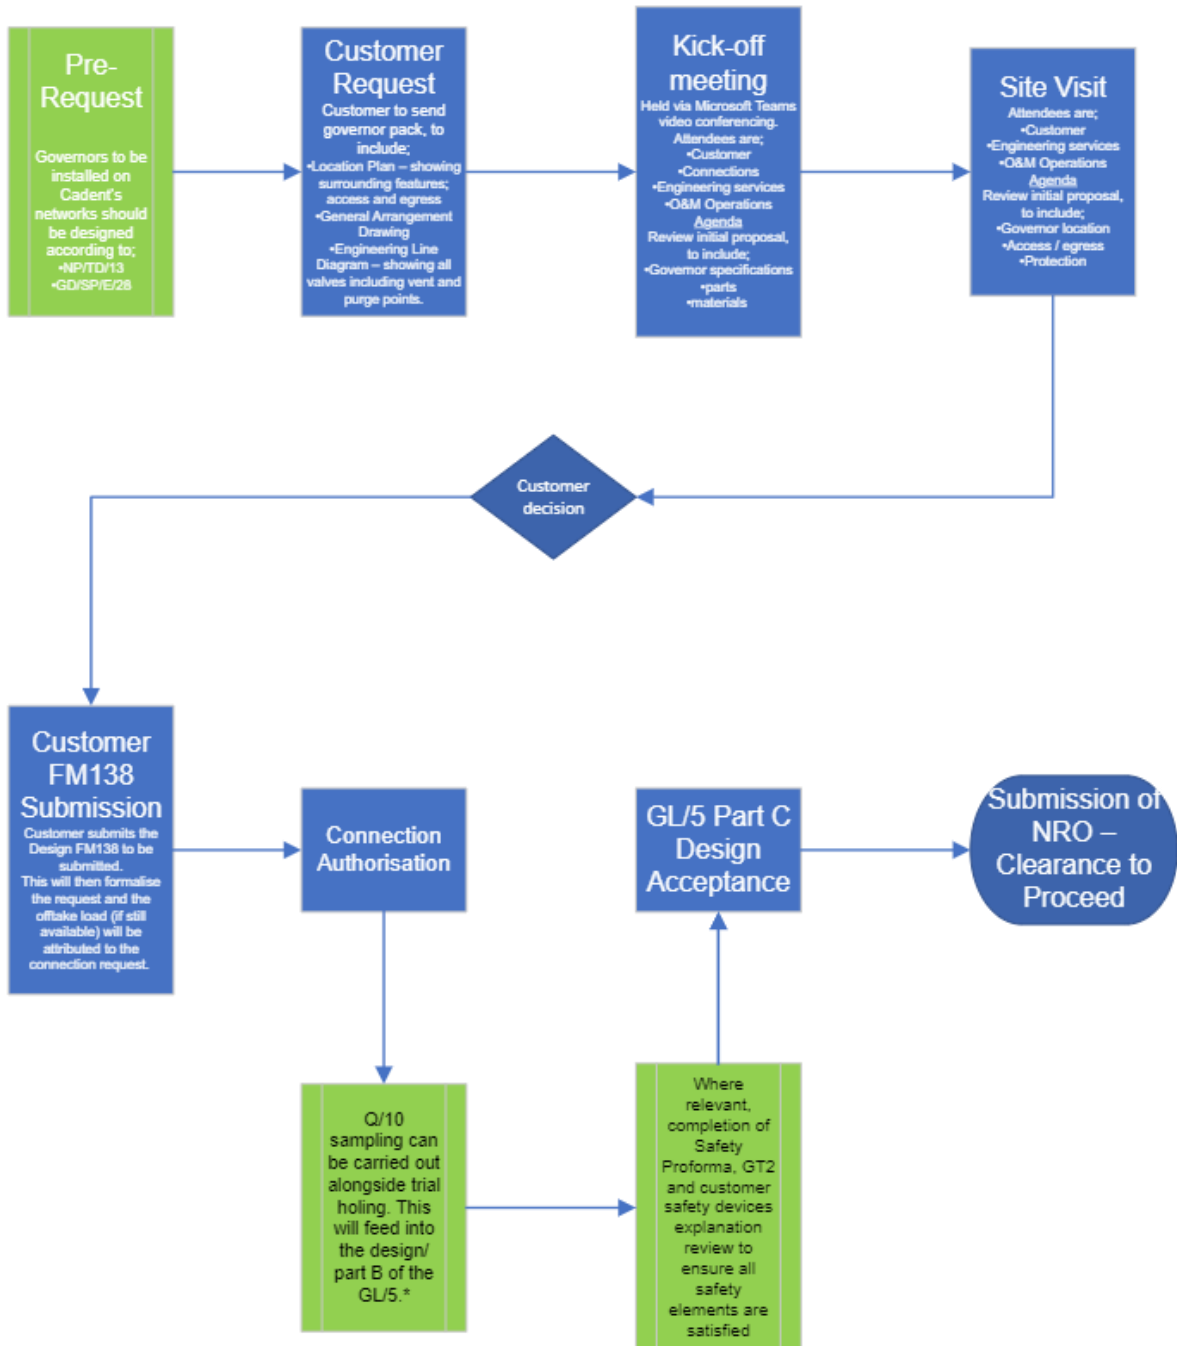 Pre-
Request
Governors to be
installed on
Cadent's
networks should
be designed
according to;
•NP/TD/13
•GD/SP/E/28
Customer
Request
Customer to send
governor pack, to
include;
•Location Plan – showing
surrounding features;
access and egress
•General Arrangement
Drawing
•Engineering Line
Diagram – showing all
valves including vent and
purge points.
Kick-off
meeting
Held via Microsoft Teams
video conferencing.
Attendees are;
•Customer
•Connections
•Engineering services
•O&M Operations
Agenda
Review initial proposal,
to include;
•Governor specifications
•parts
•materials
Site Visit
Attendees are;
•Customer
•Engineering services
•O&M Operations
Agenda
Review initial proposal,
to include;
•Governor location
•Access / egress
•Protection
Customer
decision
Customer
FM138
Submission
Customer submits the
Design FM138 to be
submitted.
This will then formalise
the request and the
offtake load (if still
available) will be
attributed to the
connection request.
Connection
Authorisation
Q/10
sampling can
be carried out
alongside trial
holing. This
will feed into
the design/
part B of the
GL/5.*
Where
relevant,
completion of
Safety
Proforma, GT2
and customer
safety devices
explanation
review to
ensure all
safety
elements are
satisfied
GL/5 Part C
Design
Acceptance
Submission of
NRO –
Clearance to
Proceed